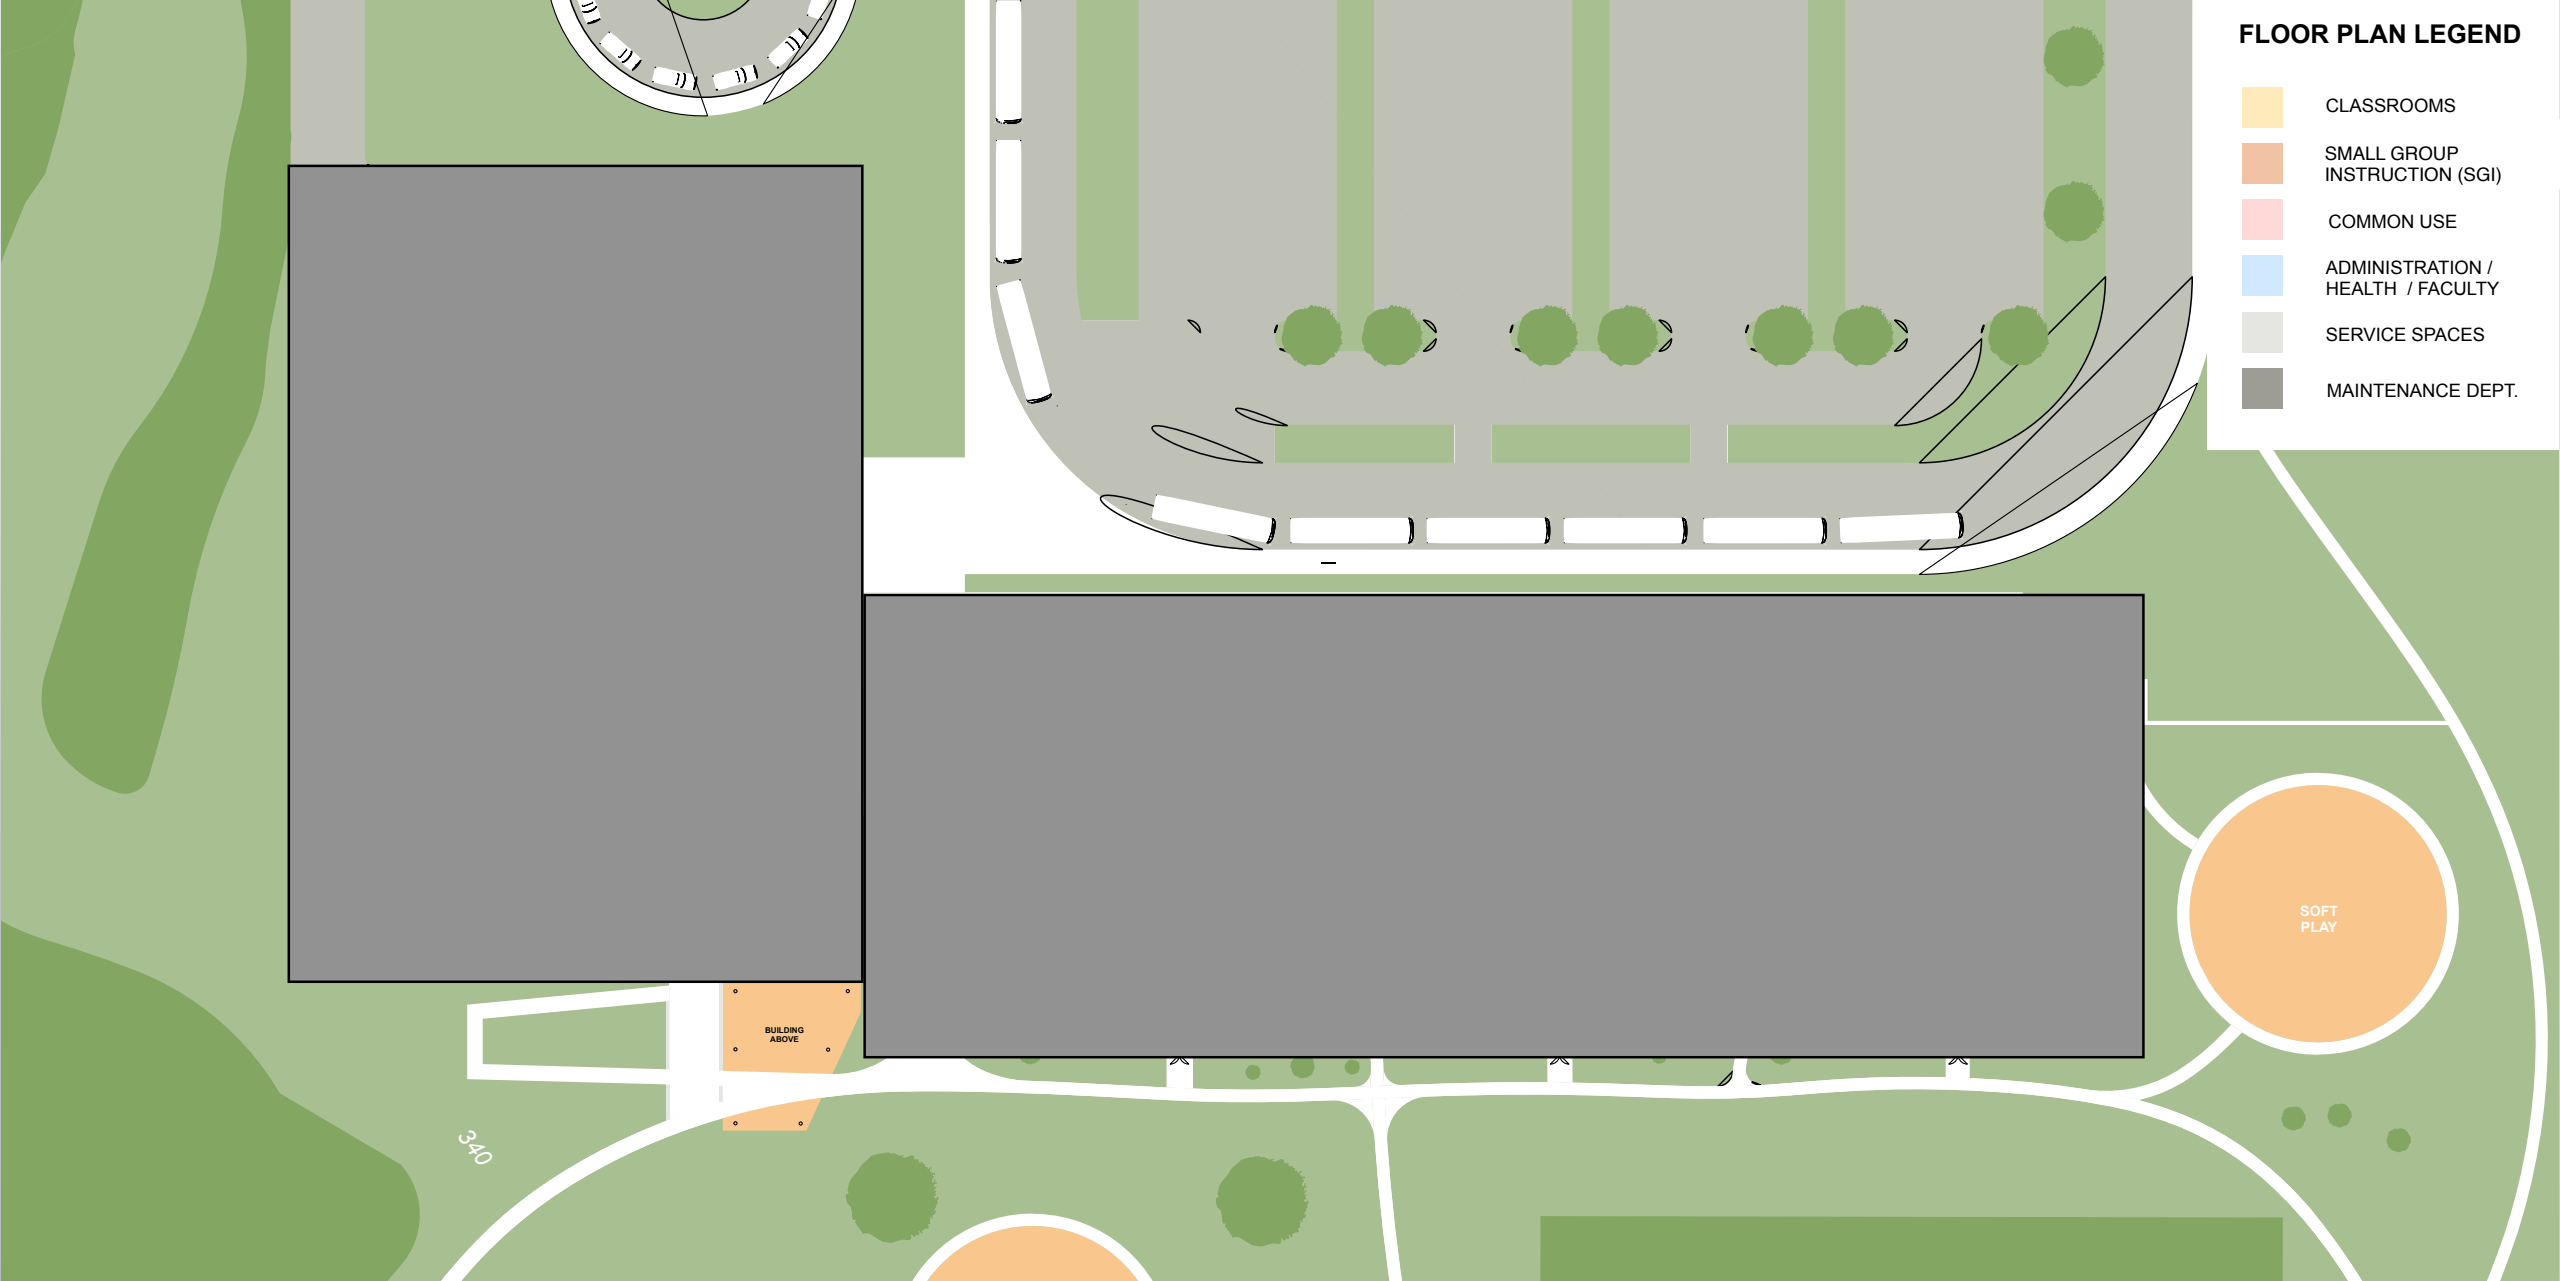 FLOOR PLAN LEGEND
CLASSROOMS
SMALL GROUP
INSTRUCTION (SGI)
COMMON USE
ADMINISTRATION /
HEALTH / FACULTY
SERVICE SPACES
MAINTENANCE DEPT.
SOFT
PLAY
BUILDING
ABOVE
340